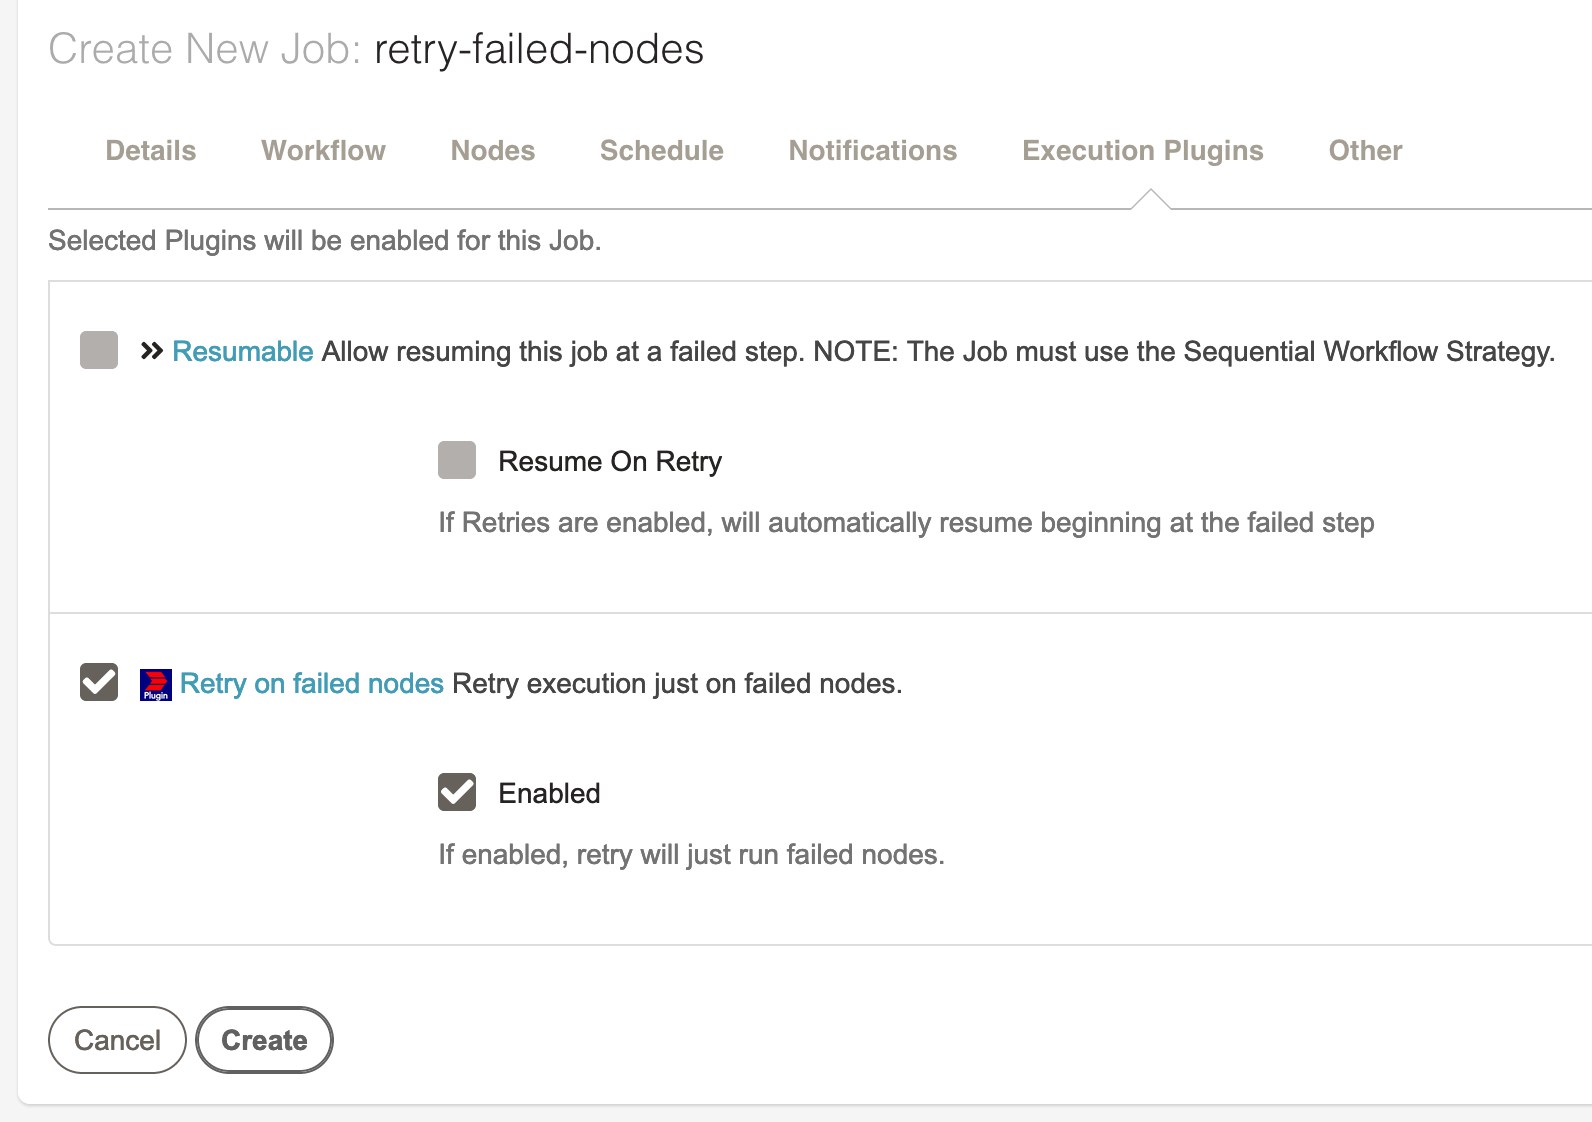 Create New Job: retry-failed-nodes
Details Workflow Nodes Schedule Notifications Execution Plugins Other
Selected Plugins will be enabled for this Job.
Resumable Allow resuming this job at a failed step. NOTE: The Job must use the Sequential Workflow Strategy.
Resume On Retry
If Retries are enabled, will automatically resume beginning at the failed step
Plugin Retry on failed nodes Retry execution just on failed nodes.
Enabled
If enabled, retry will just run failed nodes.
Cancel Create